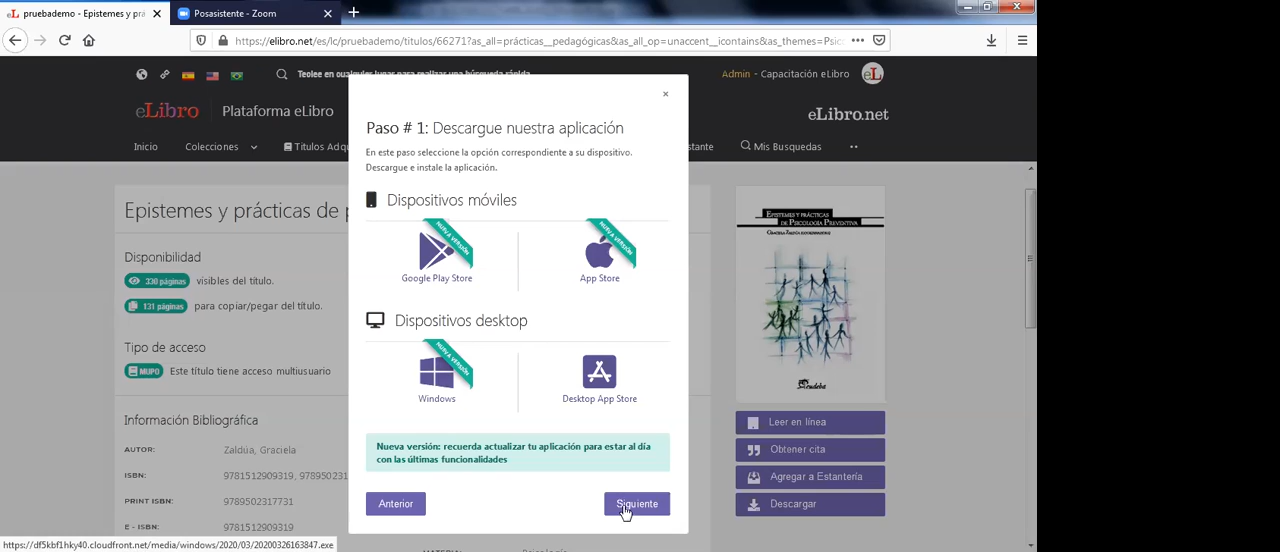 pruebademo - Epistemes y prá
Posasistente - Zoom
https://elibro.net/es/lc/pruebademo/titulos/66271?as_all=prácticas__pedagógicas&as_all_op=unaccent__icontains&as_themes=Psic
Teclee en cualquier lugar para realizar una búsqueda rápida
Admin - Capacitación eLibro
eL
eLibro
Plataforma eLibro
eLibro.net
Inicio
Colecciones
Títulos Adqu
stante
Mis Busquedas
Paso # 1: Descargue nuestra aplicación
En este paso seleccione la opción correspondiente a su dispositivo.
Descargue e instale la aplicación.
Dispositivos móviles
NUEVA VERSIÓN
NUEVA VERSIÓN
Google Play Store
App Store
Dispositivos desktop
NUEVA VERSIÓN
Windows
Desktop App Store
Nueva versión: recuerda actualizar tu aplicación para estar al día
con las últimas funcionalidades
Anterior
Siguiente
Epistemes y prácticas de p
Disponibilidad
330 páginas visibles del título.
131 páginas para copiar/pegar del título.
Tipo de acceso
MUPO Este título tiene acceso multiusuario
Información Bibliográfica
AUTOR: Zaldúa, Graciela
ISBN: 9781512909319, 978950231
PRINT ISBN: 9789502317731
E - ISBN: 9781512909319
Psicología
EPISTEMES Y PRÁCTICAS
DE PSICOLOGÍA PREVENTIVA
Eudeba
Leer en línea
Obtener cita
Agregar a Estantería
Descargar
https://df5kbf1hky40.cloudfront.net/media/windows/2020/03/20200326163847.exe